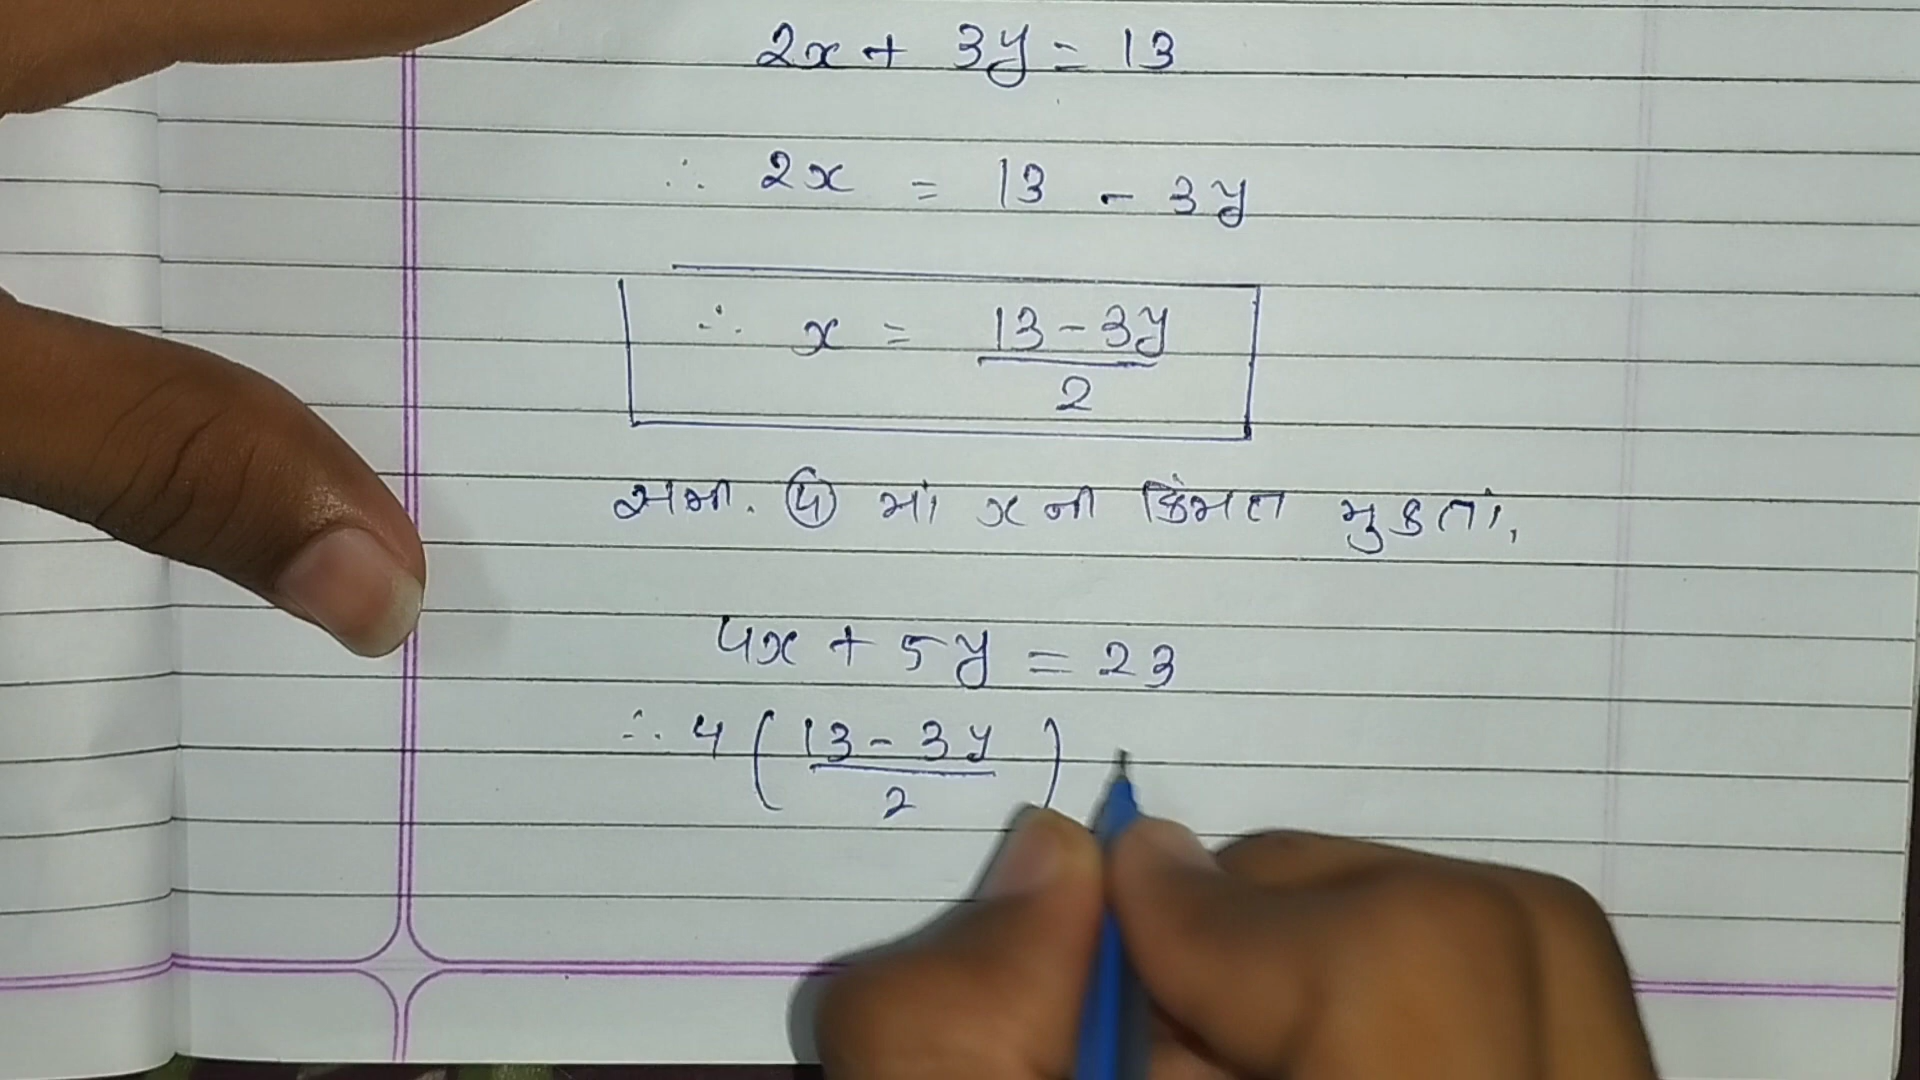 2x + 3y = 13
∴ 2x = 13 - 3y
∴ x = 13 - 3y / 2
સમી. ④ માં x ની કિંમત મુકતાં,
4x + 5y = 23
∴ 4 ( 13 - 3y / 2 )